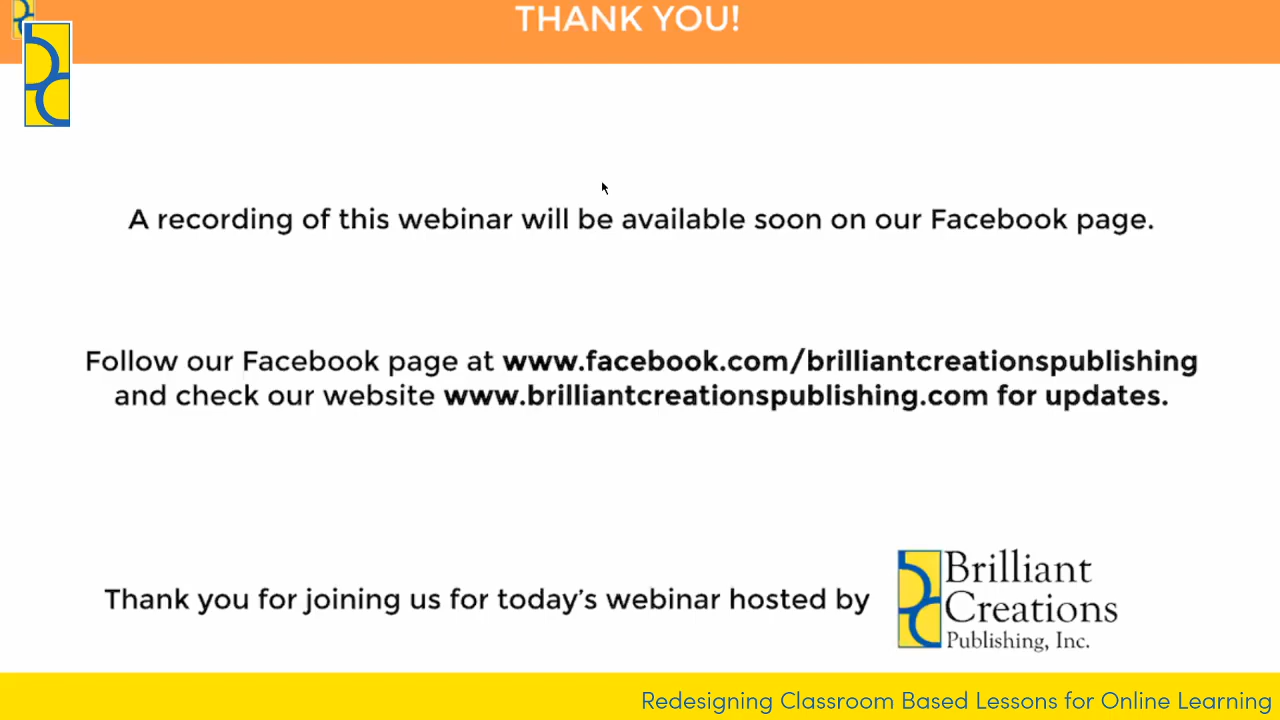 THANK YOU!
A recording of this webinar will be available soon on our Facebook page.
Follow our Facebook page at www.facebook.com/brilliantcreationspublishing
and check our website www.brilliantcreationspublishing.com for updates.
Thank you for joining us for today's webinar hosted by
Brilliant
Creations
Publishing, Inc.
Redesigning Classroom Based Lessons for Online Learning